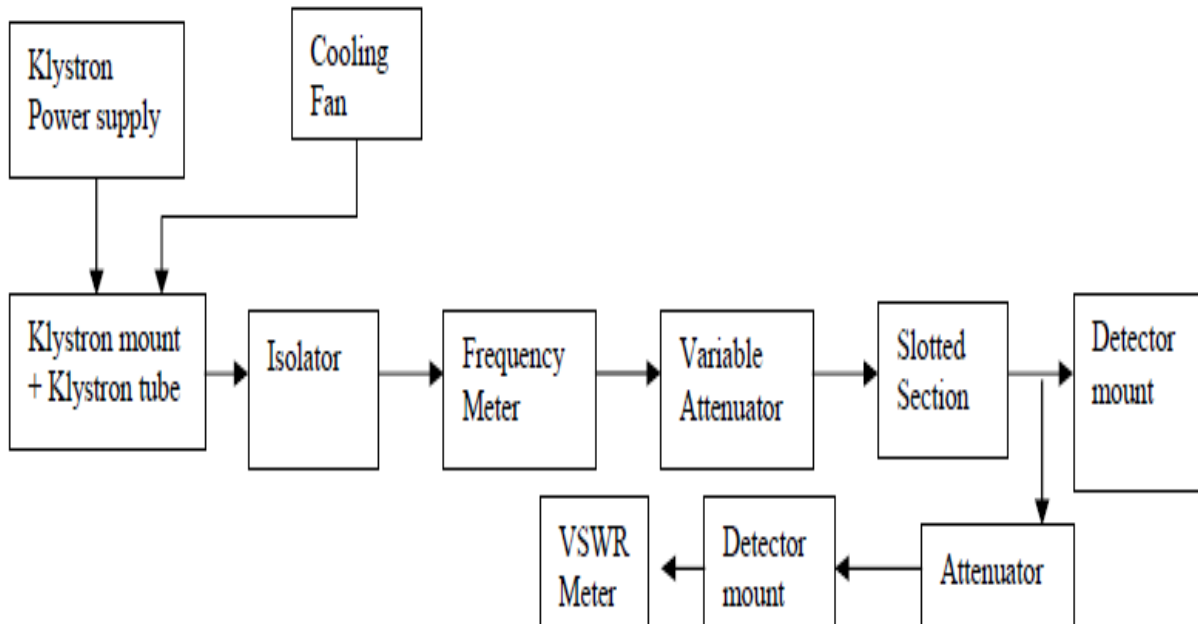 Klystron
Power supply
Cooling
Fan
Klystron mount
+ Klystron tube
Isolator
Frequency
Meter
Variable
Attenuator
Slotted
Section
Detector
mount
VSWR
Meter
Detector
mount
Attenuator